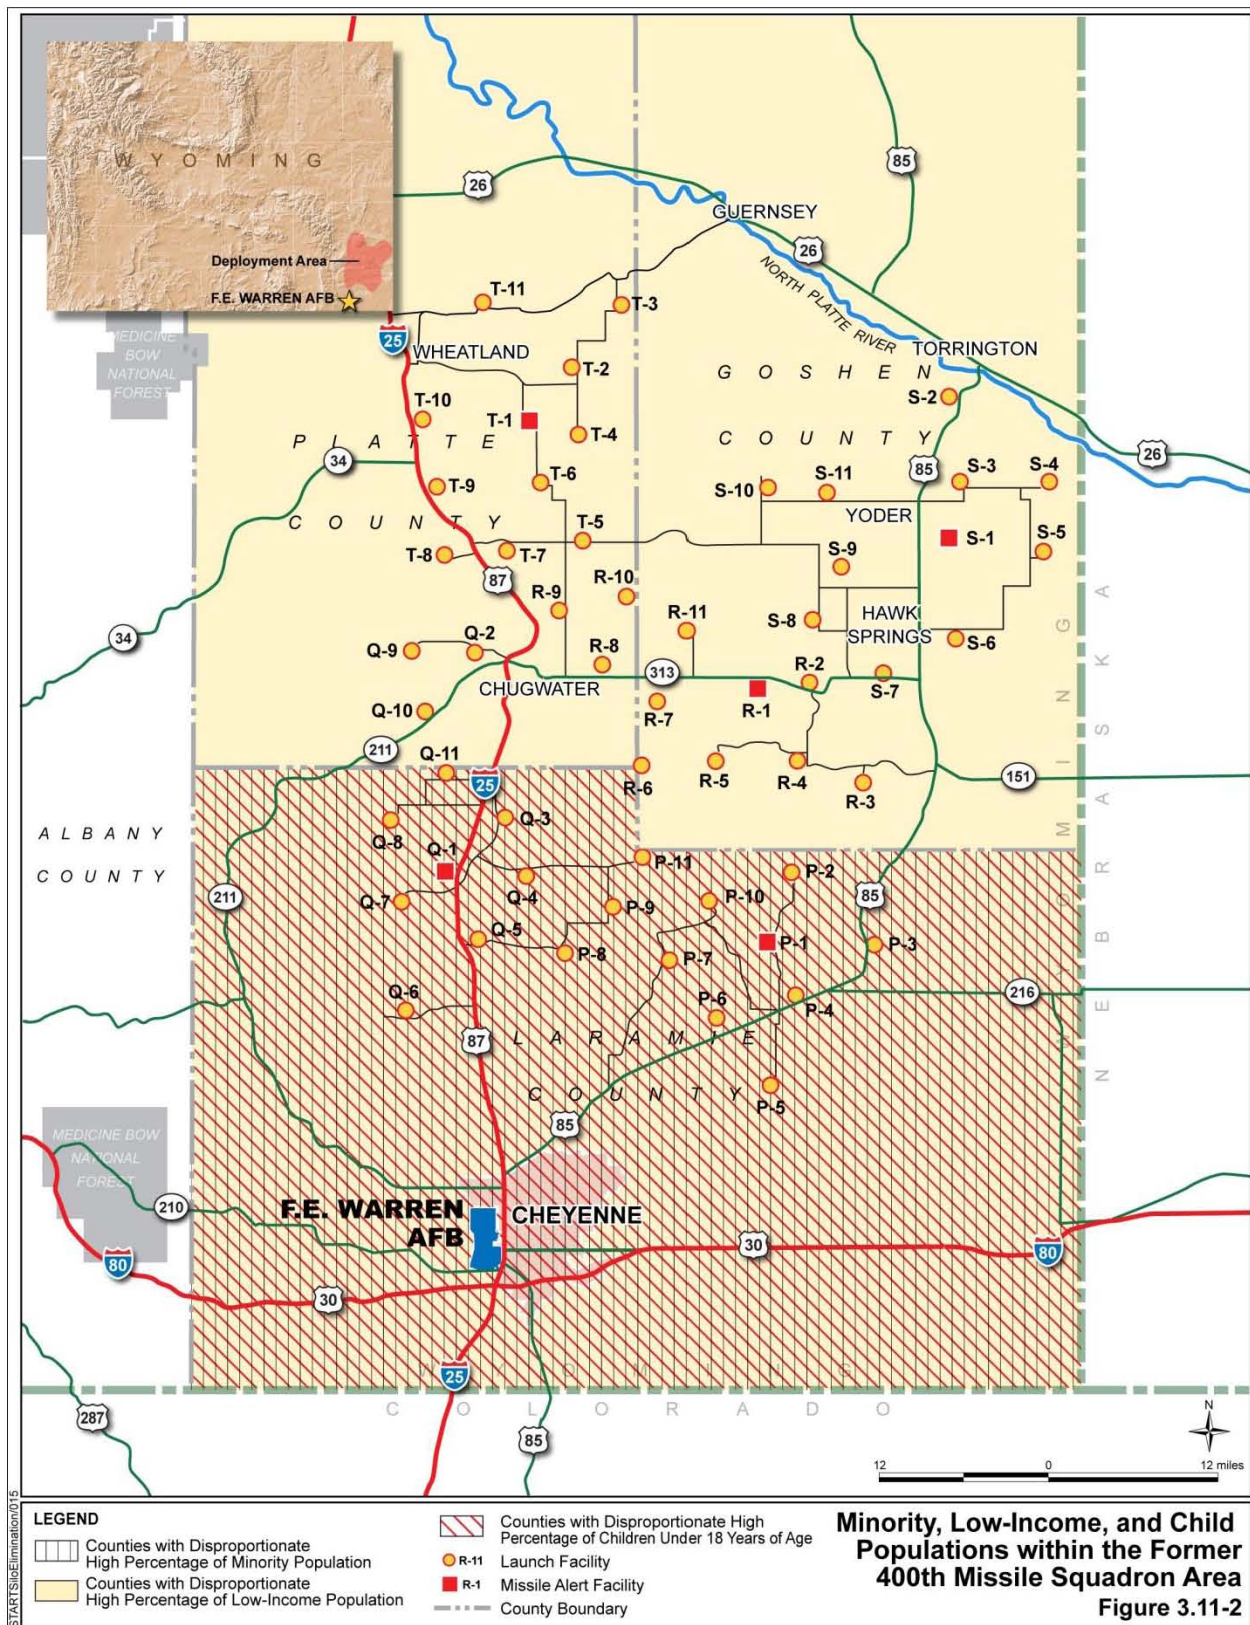 WYOMING
Deployment Area
F.E. WARREN AFB
26
85
GUERNSEY
26
NORTH PLATTE RIVER
T-11
T-3
25
WHEATLAND
TORRINGTON
MEDICINE
BOW
NATIONAL
FOREST
T-2
GOSHEN
S-2
T-10
T-1
T-4
COUNTY
PLATTE
34
85
26
T-9
T-6
S-10
S-11
S-3
S-4
YODER
COUNTY
T-5
S-1
S-5
T-8
T-7
S-9
87
R-10
R-9
R-11
S-8
HAWK
SPRINGS
S-6
34
Q-9
Q-2
R-8
313
R-2
S-7
CHUGWATER
R-1
Q-10
R-7
211
Q-11
25
R-6
R-5
R-4
R-3
151
ALBANY
COUNTY
Q-8
Q-3
Q-1
P-11
P-2
211
Q-7
Q-4
P-10
85
P-9
Q-5
P-8
P-7
P-1
P-3
Q-6
P-6
P-4
216
87
LARAMIE
COUNTY
P-5
85
WYOMING
NEBRASKA
MEDICINE BOW
NATIONAL
FOREST
210
F.E. WARREN
AFB
CHEYENNE
80
30
30
80
WYOMING
25
COLORADO
287
85
N
12 0 12 miles
STARTSiloElimination/015
LEGEND
Counties with Disproportionate
High Percentage of Minority Population
Counties with Disproportionate
High Percentage of Low-Income Population
Counties with Disproportionate High
Percentage of Children Under 18 Years of Age
R-11 Launch Facility
R-1 Missile Alert Facility
County Boundary
Minority, Low-Income, and Child
Populations within the Former
400th Missile Squadron Area
Figure 3.11-2